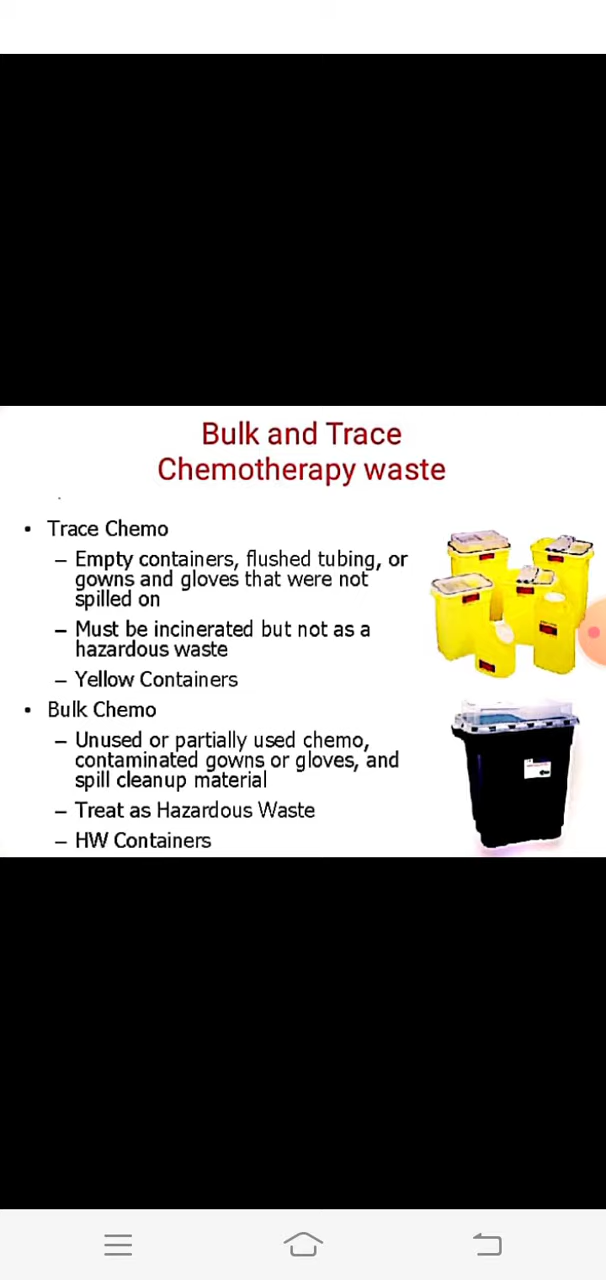 Bulk and Trace
Chemotherapy waste
• Trace Chemo
– Empty containers, flushed tubing, or
gowns and gloves that were not
spilled on
– Must be incinerated but not as a
hazardous waste
– Yellow Containers
• Bulk Chemo
– Unused or partially used chemo,
contaminated gowns or gloves, and
spill cleanup material
– Treat as Hazardous Waste
– HW Containers